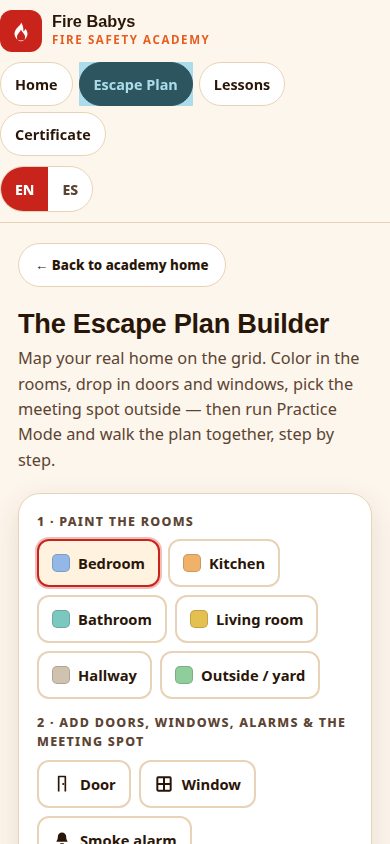 Fire Babys
FIRE SAFETY ACADEMY
Home
Escape Plan
Lessons
Certificate
EN
ES
← Back to academy home
The Escape Plan Builder
Map your real home on the grid. Color in the
rooms, drop in doors and windows, pick the
meeting spot outside — then run Practice
Mode and walk the plan together, step by
step.
1 · PAINT THE ROOMS
Bedroom
Kitchen
Bathroom
Living room
Hallway
Outside / yard
2 · ADD DOORS, WINDOWS, ALARMS & THE
MEETING SPOT
Door
Window
Smoke alarm